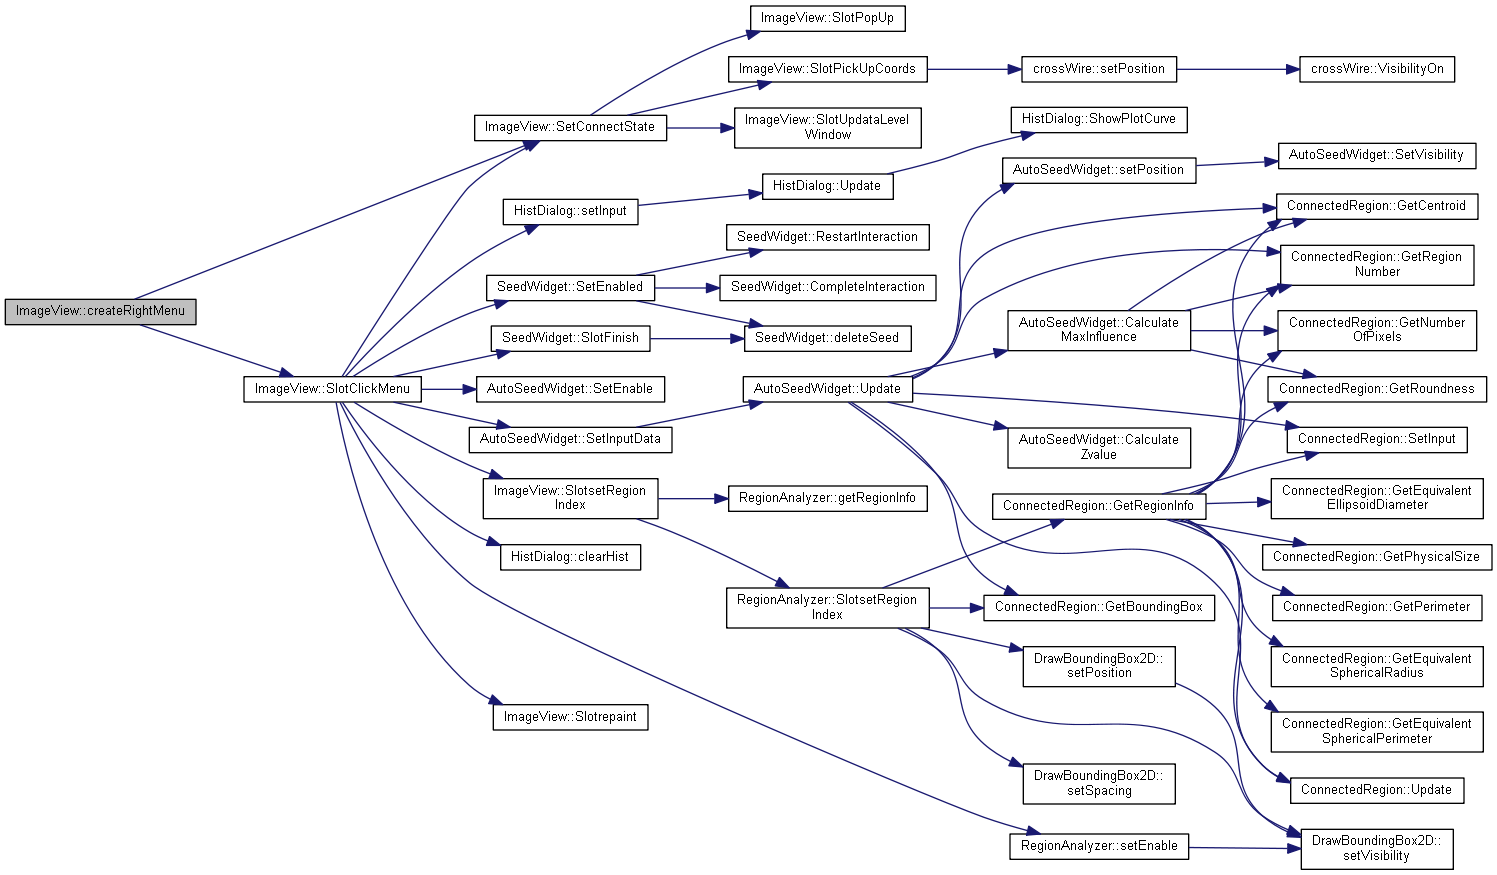 ImageView::createRightMenu
ImageView::SetConnectState
ImageView::SlotClickMenu
ImageView::SlotPopUp
ImageView::SlotPickUpCoords
ImageView::SlotUpdataLevel
Window
HistDialog::setInput
SeedWidget::SetEnabled
SeedWidget::SlotFinish
AutoSeedWidget::SetEnable
AutoSeedWidget::SetInputData
ImageView::SlotsetRegion
Index
HistDialog::clearHist
ImageView::Slotrepaint
HistDialog::Update
SeedWidget::RestartInteraction
SeedWidget::CompleteInteraction
SeedWidget::deleteSeed
AutoSeedWidget::Update
RegionAnalyzer::getRegionInfo
RegionAnalyzer::SlotsetRegion
Index
crossWire::setPosition
HistDialog::ShowPlotCurve
AutoSeedWidget::setPosition
AutoSeedWidget::Calculate
MaxInfluence
AutoSeedWidget::Calculate
Zvalue
ConnectedRegion::GetRegionInfo
ConnectedRegion::GetBoundingBox
DrawBoundingBox2D::
setPosition
DrawBoundingBox2D::
setSpacing
RegionAnalyzer::setEnable
crossWire::VisibilityOn
AutoSeedWidget::SetVisibility
ConnectedRegion::GetCentroid
ConnectedRegion::GetRegion
Number
ConnectedRegion::GetNumber
OfPixels
ConnectedRegion::GetRoundness
ConnectedRegion::SetInput
ConnectedRegion::GetEquivalent
EllipsoidDiameter
ConnectedRegion::GetPhysicalSize
ConnectedRegion::GetPerimeter
ConnectedRegion::GetEquivalent
SphericalRadius
ConnectedRegion::GetEquivalent
SphericalPerimeter
ConnectedRegion::Update
DrawBoundingBox2D::
setVisibility